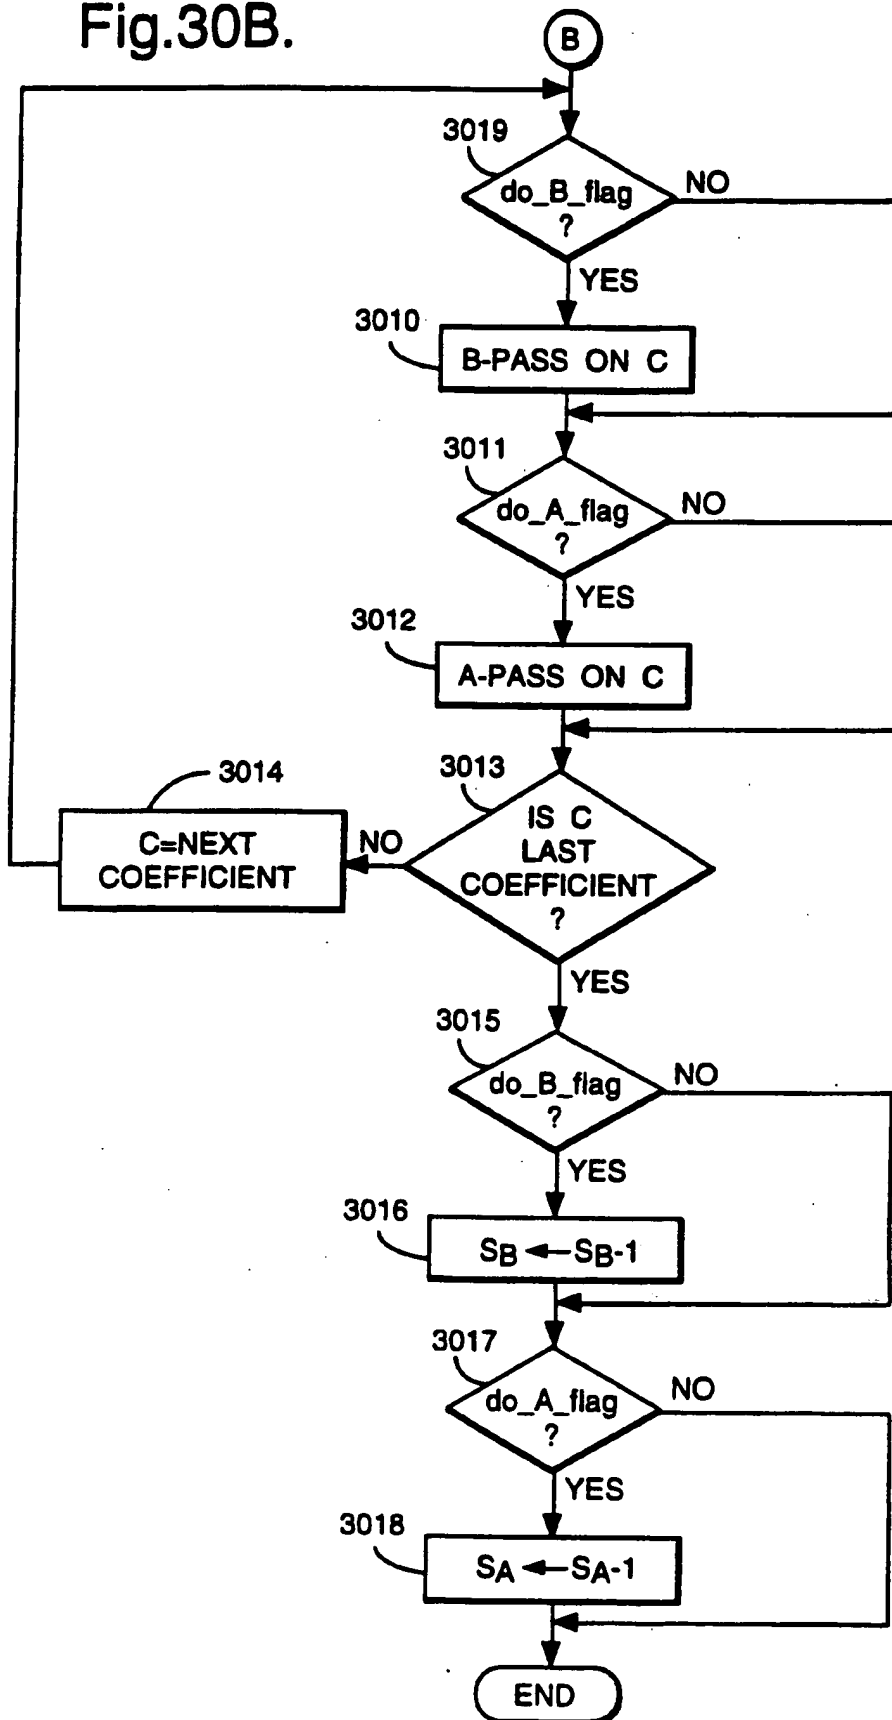 Fig.30B.
B
3019
do_B_flag
?
NO
YES
3010
B-PASS ON C
3011
do_A_flag
?
NO
YES
3012
A-PASS ON C
3013
IS C
LAST
COEFFICIENT
?
3014
C=NEXT
COEFFICIENT
NO
YES
3015
do_B_flag
?
NO
YES
3016
SB ← SB-1
3017
do_A_flag
?
NO
YES
3018
SA ← SA-1
END